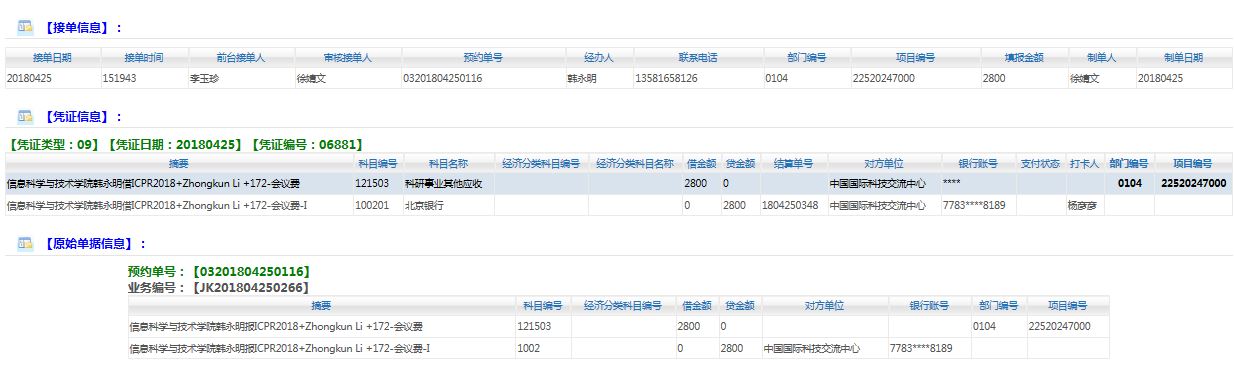 【接单信息】：
接单日期 接单时间 前台接单人 审核接单人 预约单号 经办人 联系电话 部门编号 项目编号 填报金额 制单人 制单日期
20180425 151943 李玉珍 徐婧文 03201804250116 韩永明 13581658126 0104 22520247000 2800 徐婧文 20180425
【凭证信息】：
【凭证类型：09】【凭证日期：20180425】【凭证编号：06881】
摘要 科目编号 科目名称 经济分类科目编号 经济分类科目名称 借金额 贷金额 结算单号 对方单位 银行账号 支付状态 打卡人 部门编号 项目编号
信息科学与技术学院韩永明借ICPR2018+Zhongkun Li +172-会议费 121503 科研事业其他应收 2800 0 中国国际科技交流中心 **** 0104 22520247000
信息科学与技术学院韩永明借ICPR2018+Zhongkun Li +172-会议费-I 100201 北京银行 0 2800 1804250348 中国国际科技交流中心 7783****8189 杨彦彦
【原始单据信息】：
预约单号：【03201804250116】
业务编号：【JK201804250266】
摘要 科目编号 经济分类科目编号 借金额 贷金额 对方单位 银行账号 部门编号 项目编号
信息科学与技术学院韩永明报ICPR2018+Zhongkun Li +172-会议费 121503 2800 0 0104 22520247000
信息科学与技术学院韩永明报ICPR2018+Zhongkun Li +172-会议费-I 1002 0 2800 中国国际科技交流中心 7783****8189